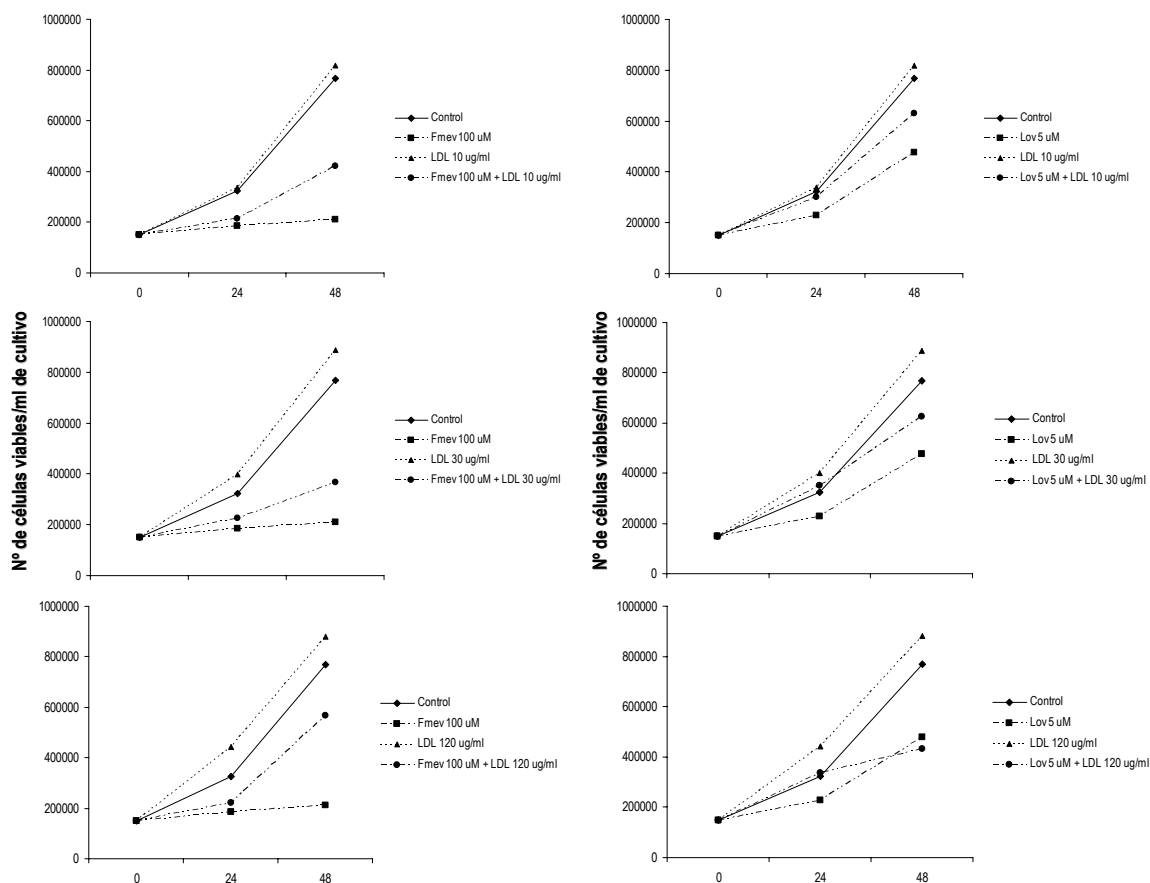 1000000
800000
600000
400000
200000
0
0
24
48
Control
Fmev 100 uM
LDL 10 ug/ml
Fmev 100 uM + LDL 10 ug/ml
1000000
800000
600000
400000
200000
0
0
24
48
Control
Lov 5 uM
LDL 10 ug/ml
Lov 5 uM + LDL 10 ug/ml
Nº de células viables/ml de cultivo
1000000
800000
600000
400000
200000
0
0
24
48
Control
Fmev 100 uM
LDL 30 ug/ml
Fmev 100 uM + LDL 30 ug/ml
Nº de células viables/ml de cultivo
1000000
800000
600000
400000
200000
0
0
24
48
Control
Lov 5 uM
LDL 30 ug/ml
Lov 5 uM + LDL 30 ug/ml
1000000
800000
600000
400000
200000
0
0
24
48
Control
Fmev 100 uM
LDL 120 ug/ml
Fmev 100 uM + LDL 120 ug/ml
1000000
800000
600000
400000
200000
0
0
24
48
Control
Lov 5 uM
LDL 120 ug/ml
Lov 5 uM + LDL 120 ug/ml